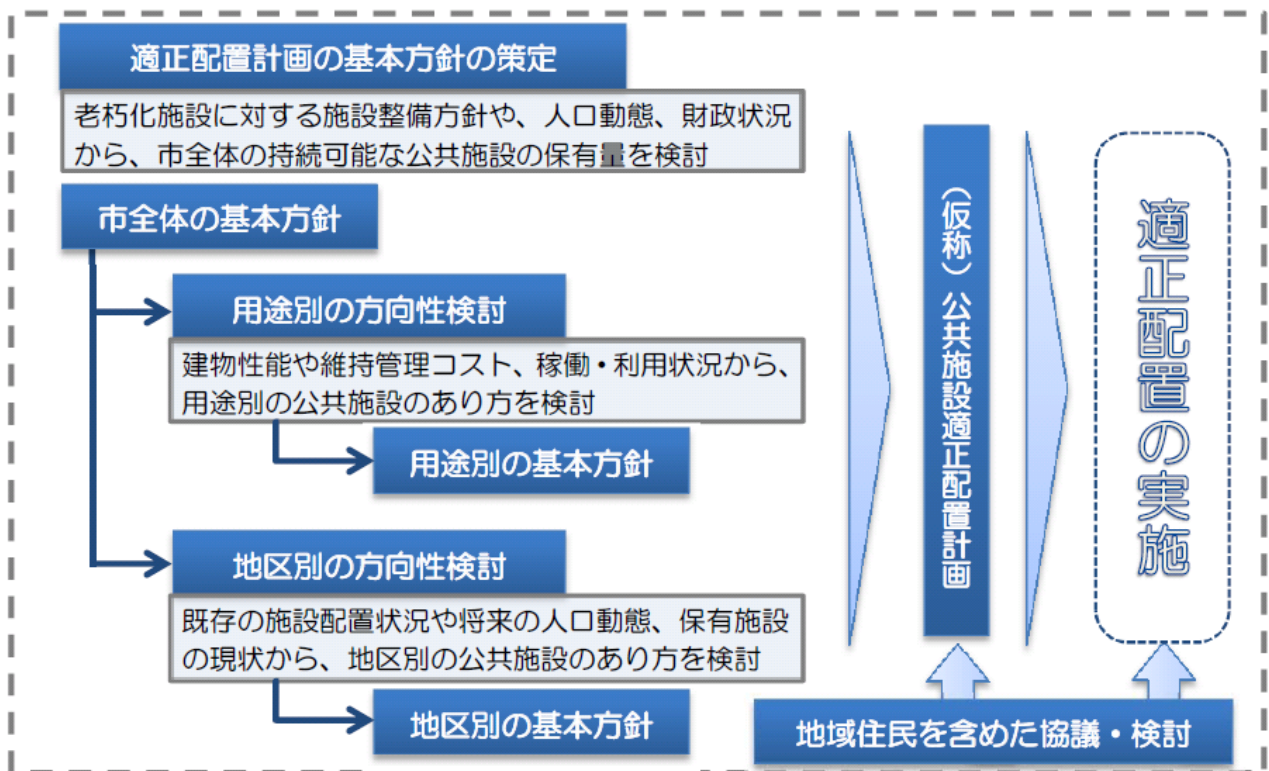 適正配置計画の基本方針の策定
老朽化施設に対する施設整備方針や、人口動態、財政状況
から、市全体の持続可能な公共施設の保有量を検討
市全体の基本方針
用途別の方向性検討
建物性能や維持管理コスト、稼働・利用状況から、
用途別の公共施設のあり方を検討
用途別の基本方針
地区別の方向性検討
既存の施設配置状況や将来の人口動態、保有施設
の現状から、地区別の公共施設のあり方を検討
地区別の基本方針
（仮称）公共施設適正配置計画
適正配置の実施
地域住民を含めた協議・検討